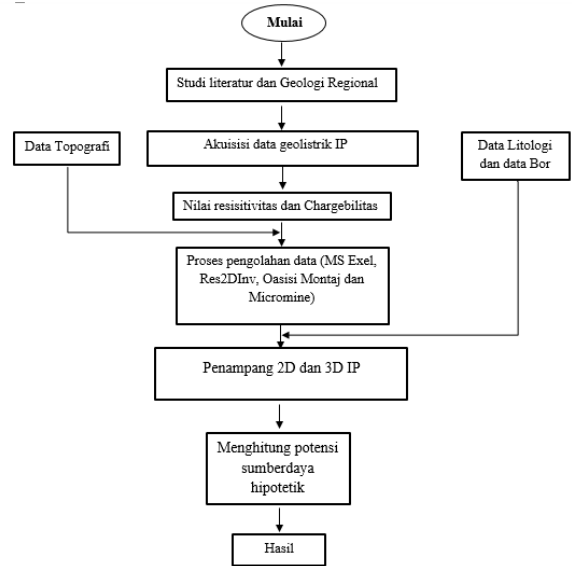 Mulai
Studi literatur dan Geologi Regional
Data Topografi
Akuisisi data geolistrik IP
Data Litologi
dan data Bor
Nilai resisitivitas dan Chargebilitas
Proses pengolahan data (MS Exel,
Res2DInv, Oasisi Montaj dan
Micromine)
Penampang 2D dan 3D IP
Menghitung potensi
sumberdaya
hipotetik
Hasil